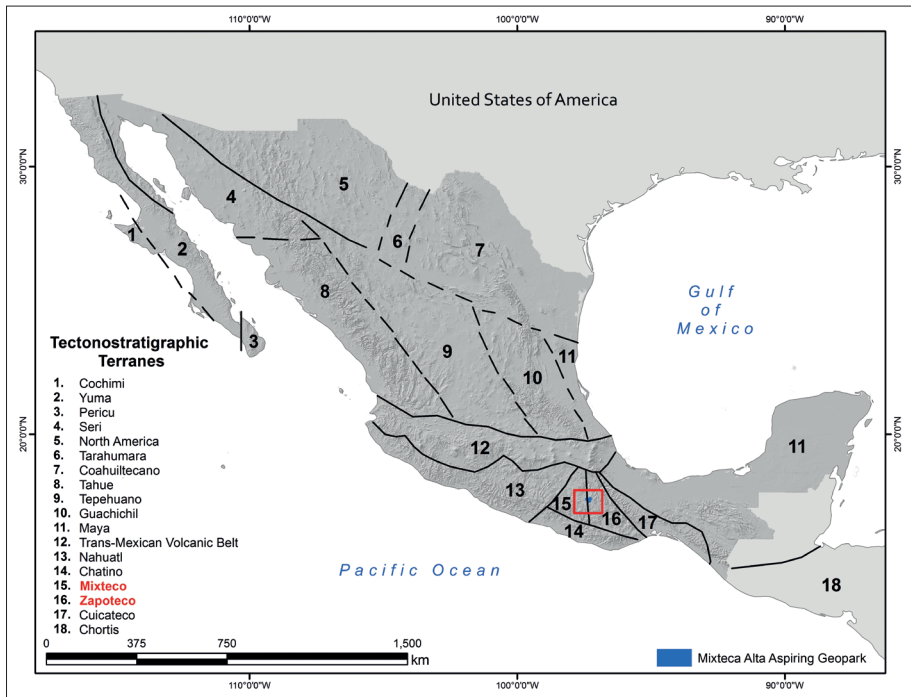 110°0'0"W
100°0'0"W
90°0'0"W
United States of America
30°0'0"N
30°0'0"N
5
4
6
7
1
2
8
Gulf
of
Mexico
3
9
11
10
Tectonostratigraphic
Terranes
1. Cochimi
2. Yuma
3. Pericu
4. Seri
5. North America
6. Tarahumara
7. Coahuiltecano
8. Tahue
9. Tepehuano
10. Guachichil
11. Maya
12. Trans-Mexican Volcanic Belt
13. Nahuatl
14. Chatino
15. Mixteco
16. Zapoteco
17. Cuicateco
18. Chortis
20°0'0"N
20°0'0"N
12
11
13
15
16
17
14
18
Pacific Ocean
0 375 750 1,500
km
Mixteca Alta Aspiring Geopark
110°0'0"W
100°0'0"W
90°0'0"W